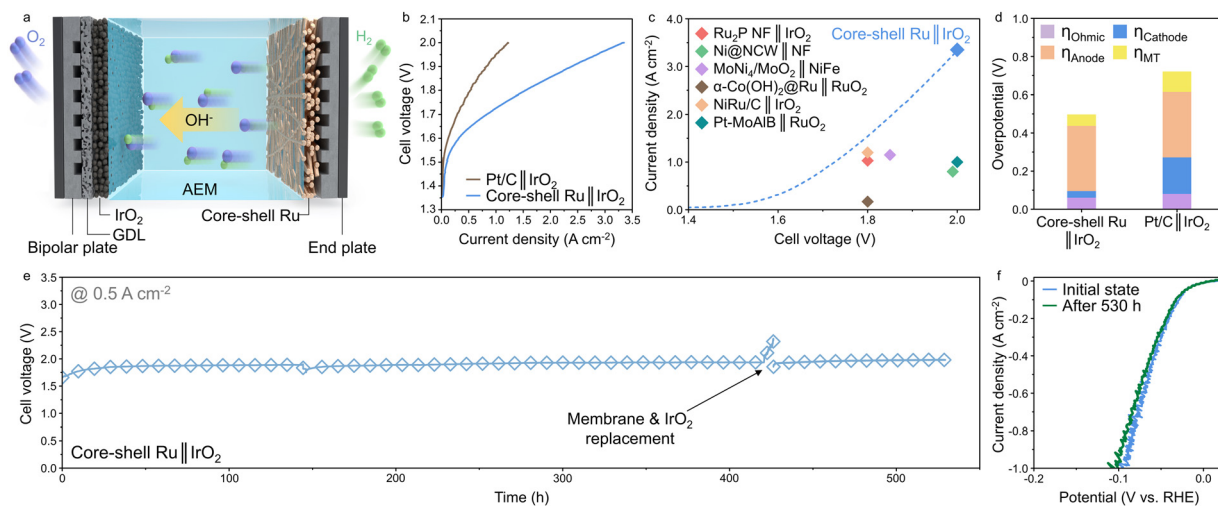 a
O₂
H₂
OH⁻
AEM
IrO₂
Core-shell Ru
GDL
Bipolar plate
End plate
b
Cell voltage (V)
2.0
1.9
1.8
1.7
1.6
1.5
1.4
1.3
Pt/C‖IrO₂
Core-shell Ru‖IrO₂
0.0 0.5 1.0 1.5 2.0 2.5 3.0 3.5
Current density (A cm⁻²)
c
Current density (A cm⁻²)
4.0
3.0
2.0
1.0
0.0
Ru₂P NF‖IrO₂
Ni@NCW‖NF
MoNi₄/MoO₂‖NiFe
α-Co(OH)₂@Ru‖RuO₂
NiRu/C‖IrO₂
Pt-MoAlB‖RuO₂
Core-shell Ru‖IrO₂
1.4 1.6 1.8 2.0
Cell voltage (V)
d
Overpotential (V)
1.0
0.8
0.6
0.4
0.2
0.0
ηOhmic
ηCathode
ηAnode
ηMT
Core-shell Ru
‖IrO₂
Pt/C‖IrO₂
e
Cell voltage (V)
3.5
3.0
2.5
2.0
1.5
1.0
0.5
0.0
@ 0.5 A cm⁻²
Membrane & IrO₂
replacement
Core-shell Ru‖IrO₂
0 100 200 300 400 500
Time (h)
f
Current density (A cm⁻²)
0
-0.2
-0.4
-0.6
-0.8
-1.0
Initial state
After 530 h
-0.2 -0.1 0.0
Potential (V vs. RHE)